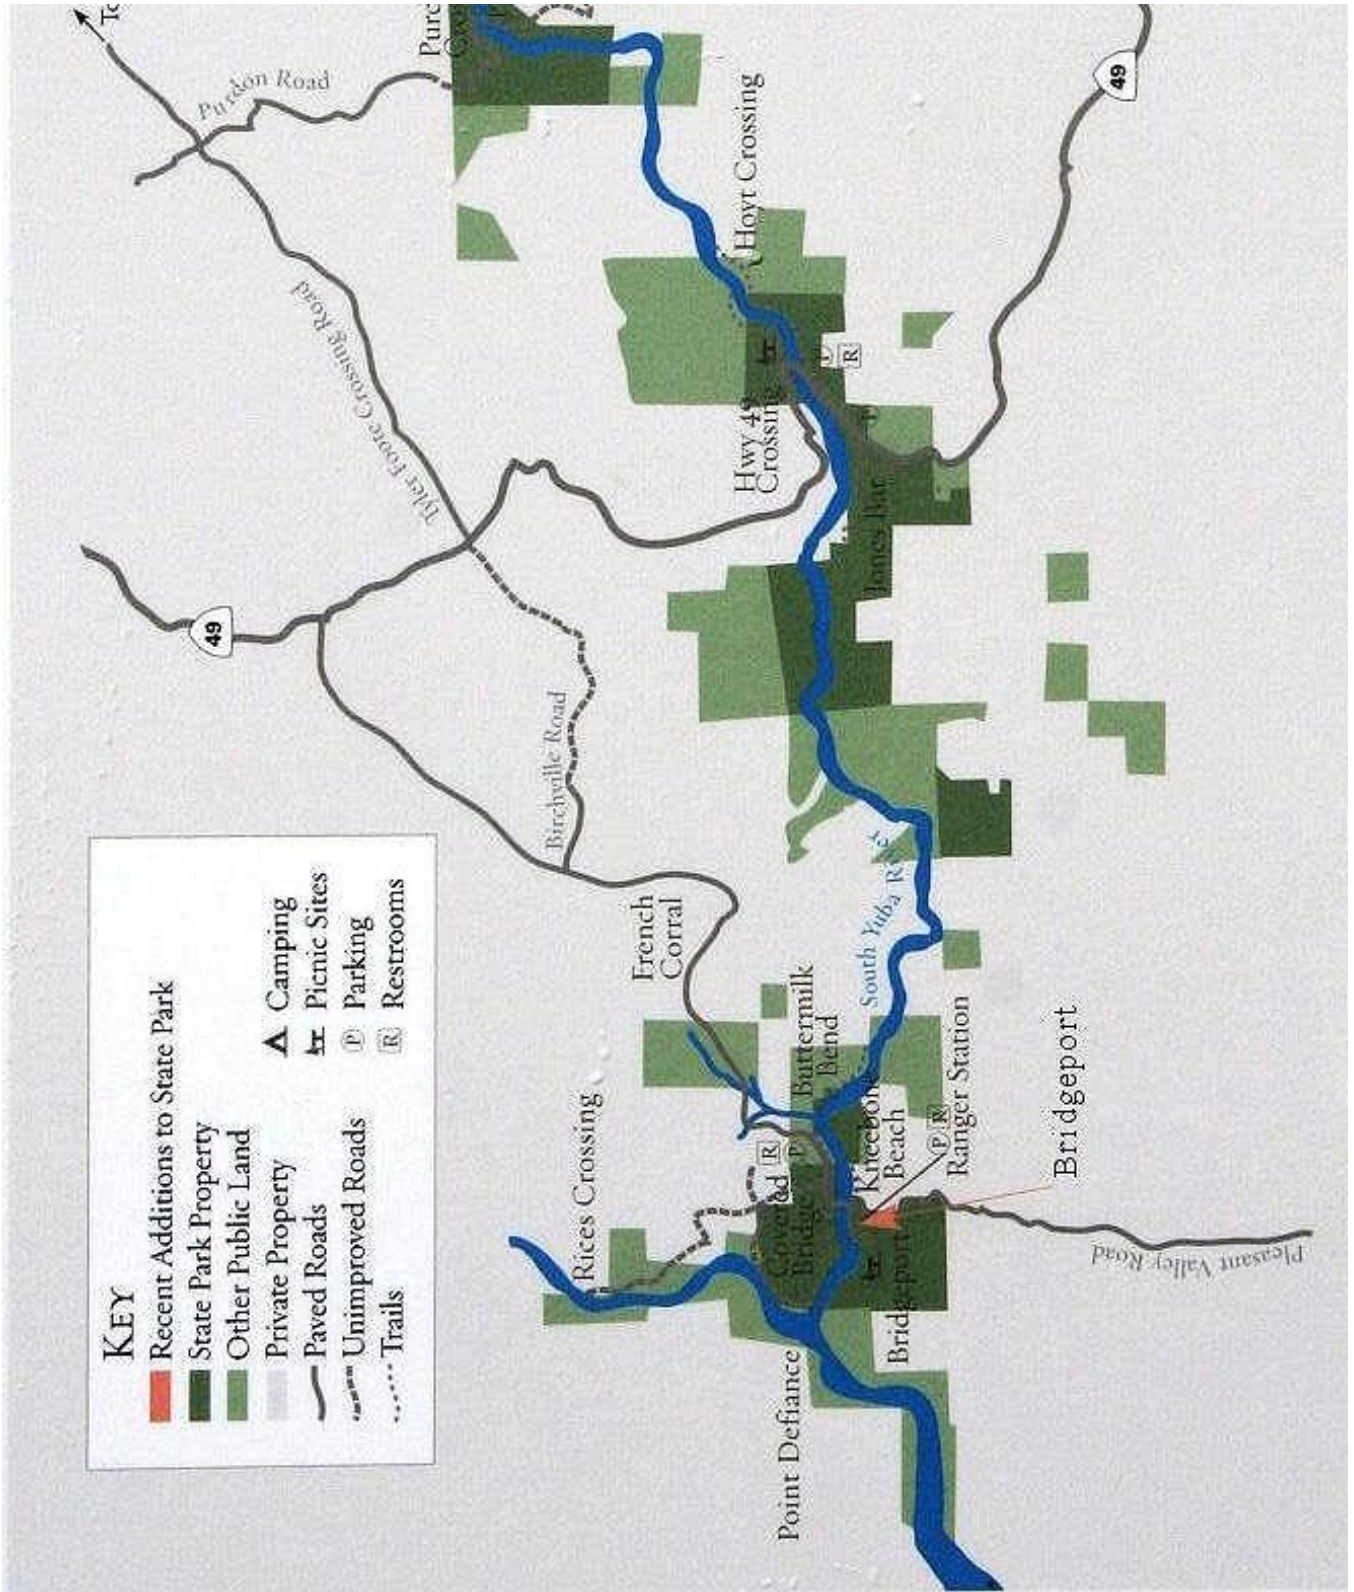 KEY
Recent Additions to State Park
State Park Property
Other Public Land
Private Property
Paved Roads
Unimproved Roads
Trails
Camping
Picnic Sites
P Parking
R Restrooms
49
Tyler Foote Crossing Road
Purdon Road
Birchville Road
French
Corral
Rices Crossing
Hwy 49
Crossing
Hoyt Crossing
49
Jones Bar
P
R
P
South Yuba River
Buttermilk
Bend
R
P
Covered
Bridge
Point Defiance
Kneebone
Beach
P R
Ranger Station
Bridgeport
Bridgeport
Pleasant Valley Road